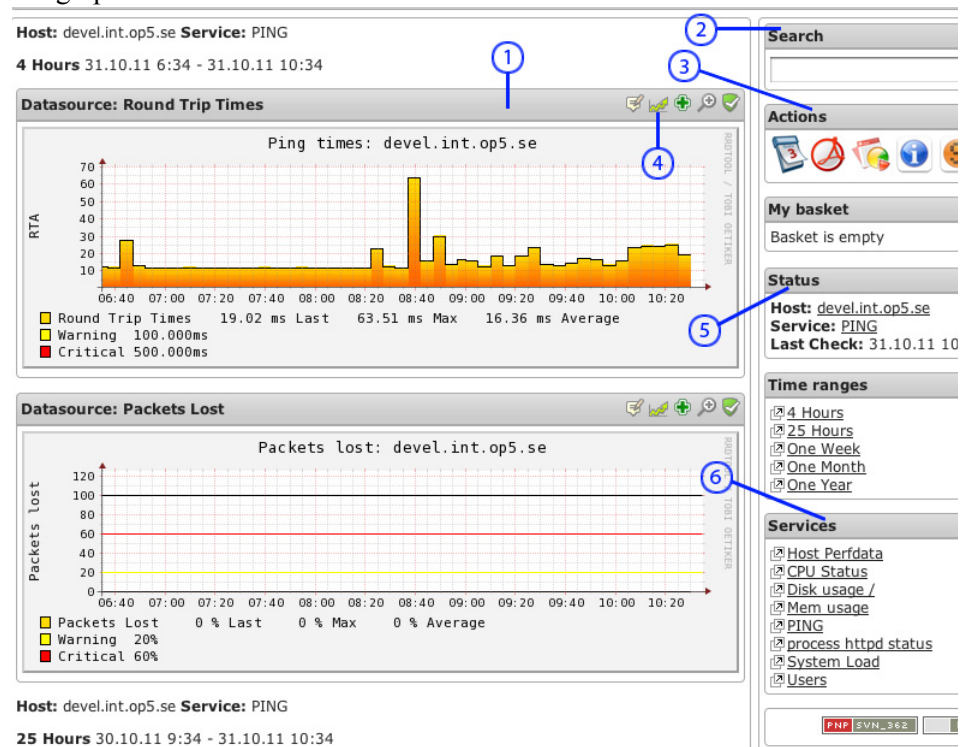 Host: devel.int.op5.se Service: PING
4 Hours 31.10.11 6:34 - 31.10.11 10:34
1
Datasource: Round Trip Times
4
Ping times: devel.int.op5.se
RRDTOOL / TOBI OETIKER
RTA
70
60
50
40
30
20
10
06:40 07:00 07:20 07:40 08:00 08:20 08:40 09:00 09:20 09:40 10:00 10:20
Round Trip Times 19.02 ms Last 63.51 ms Max 16.36 ms Average
Warning 100.000ms
Critical 500.000ms
Datasource: Packets Lost
Packets lost: devel.int.op5.se
TOBI OETIKER
Packets lost
120
100
80
60
40
20
0
06:40 07:00 07:20 07:40 08:00 08:20 08:40 09:00 09:20 09:40 10:00 10:20
Packets Lost 0 % Last 0 % Max 0 % Average
Warning 20%
Critical 60%
Host: devel.int.op5.se Service: PING
25 Hours 30.10.11 9:34 - 31.10.11 10:34
2
Search
3
Actions
3
My basket
Basket is empty
Status
5
Host: devel.int.op5.se
Service: PING
Last Check: 31.10.11 10
Time ranges
4 Hours
25 Hours
One Week
One Month
One Year
6
Services
Host Perfdata
CPU Status
Disk usage /
Mem usage
PING
process httpd status
System Load
Users
PNP SVN_362